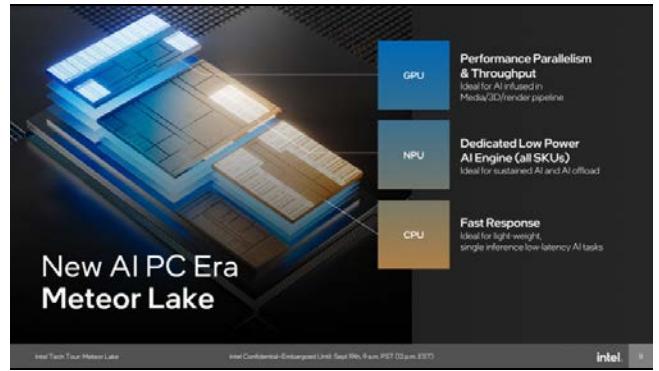 GPU
Performance Parallelism
& Throughput
Ideal for AI infused in
Media/3D/render pipeline
NPU
Dedicated Low Power
AI Engine (all SKUs)
Ideal for sustained AI and AI offload
CPU
Fast Response
Ideal for light-weight,
single inference low-latency AI tasks
New AI PC Era
Meteor Lake
Intel Tech Tour: Meteor Lake
Intel Confidential-Embargoed Until: Sept 19th, 9 a.m. PST (12 p.m. EST)
intel.